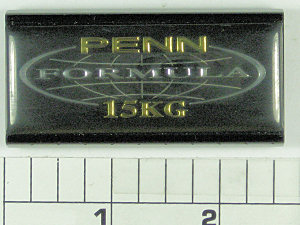 PENN
FORMULA
15KG
1 2